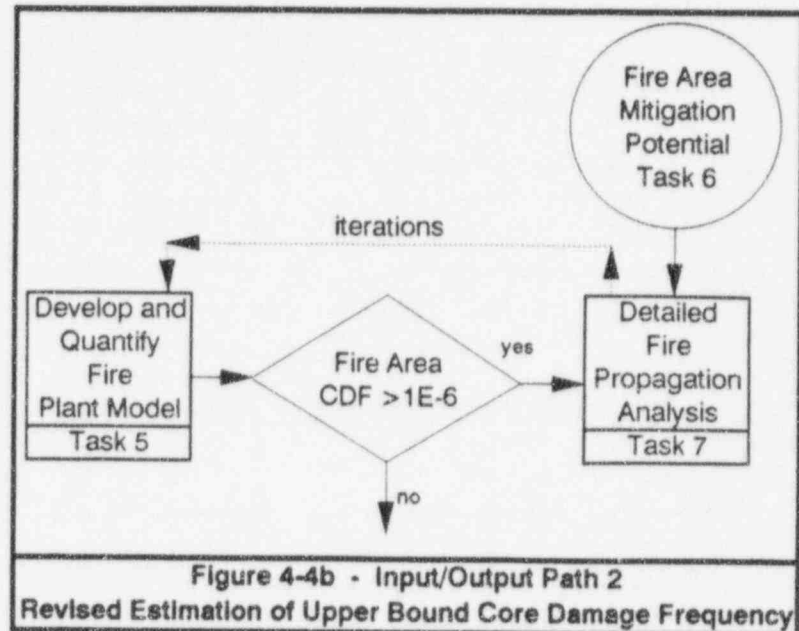 Fire Area
Mitigation
Potential
Task 6
iterations
Develop and
Quantify
Fire
Plant Model
Task 5
Fire Area
CDF >1E-6
yes
no
Detailed
Fire
Propagation
Analysis
Task 7
Figure 4-4b - Input/Output Path 2
Revised Estimation of Upper Bound Core Damage Frequency